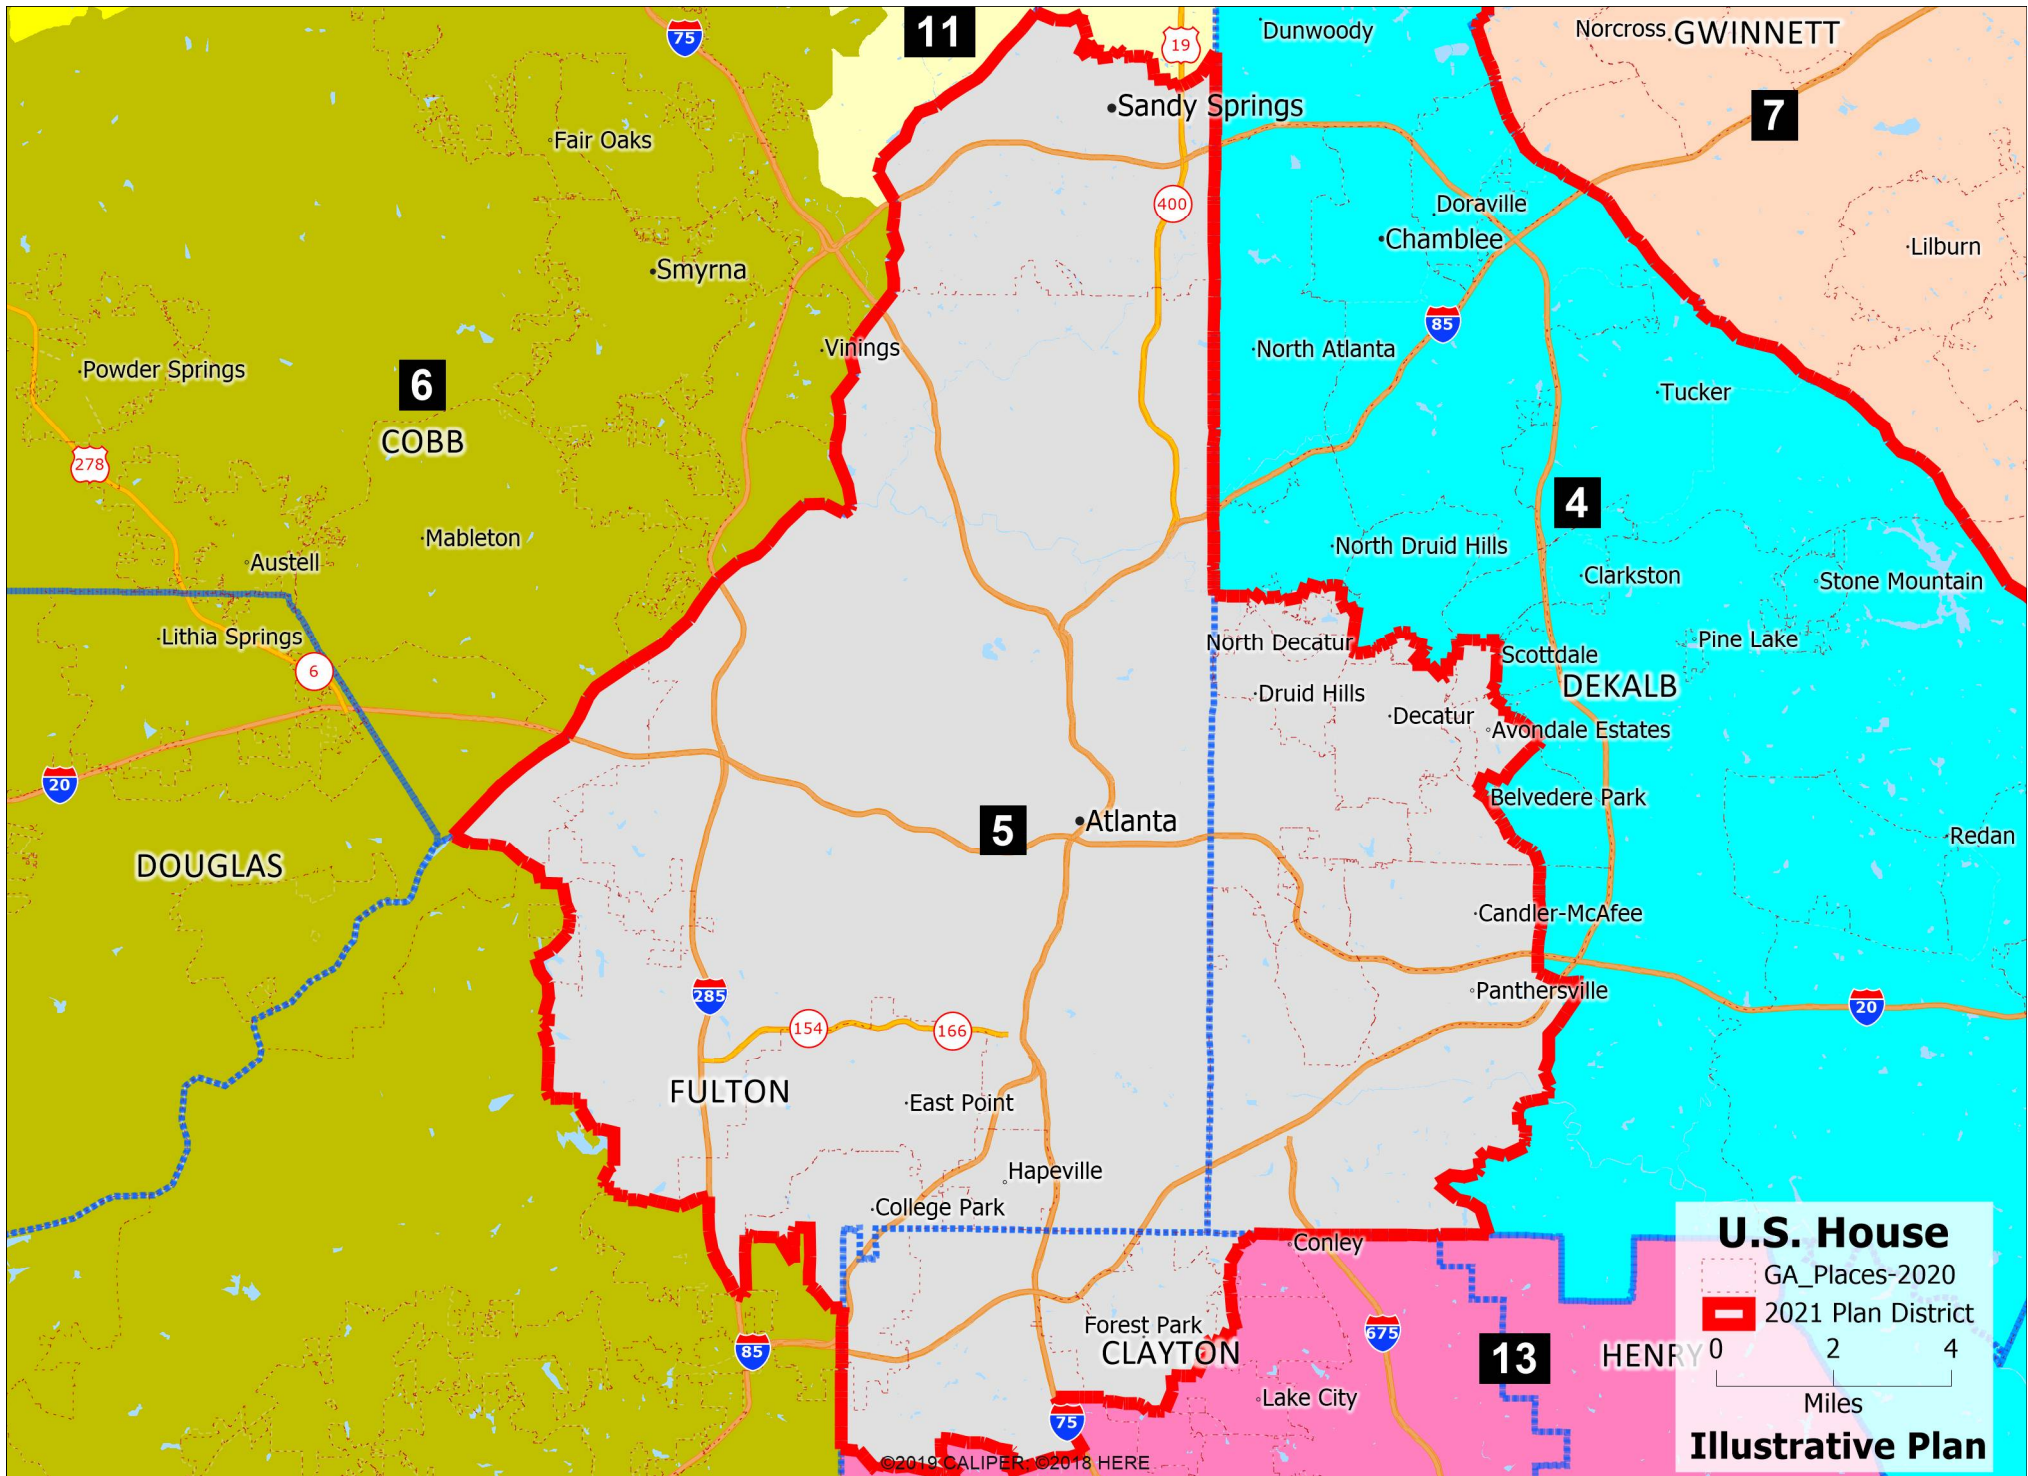 11
75
19
Dunwoody
Norcross
GWINNETT
Sandy Springs
7
Fair Oaks
400
Doraville
Chamblee
Lilburn
Smyrna
85
Vinings
North Atlanta
Powder Springs
6
COBB
Tucker
278
4
Mableton
North Druid Hills
Austell
Clarkston
Stone Mountain
Lithia Springs
North Decatur
Pine Lake
Scottdale
6
DEKALB
Druid Hills
Decatur
Avondale Estates
20
Belvedere Park
5
Atlanta
Redan
DOUGLAS
Candler-McAfee
285
Panthersville
20
154
166
FULTON
East Point
Hapeville
College Park
Conley
U.S. House
GA_Places-2020
2021 Plan District
Forest Park
CLAYTON
85
675
13
HENRY
0 2 4
Miles
Lake City
75
Illustrative Plan
©2019 CALIPER; ©2018 HERE